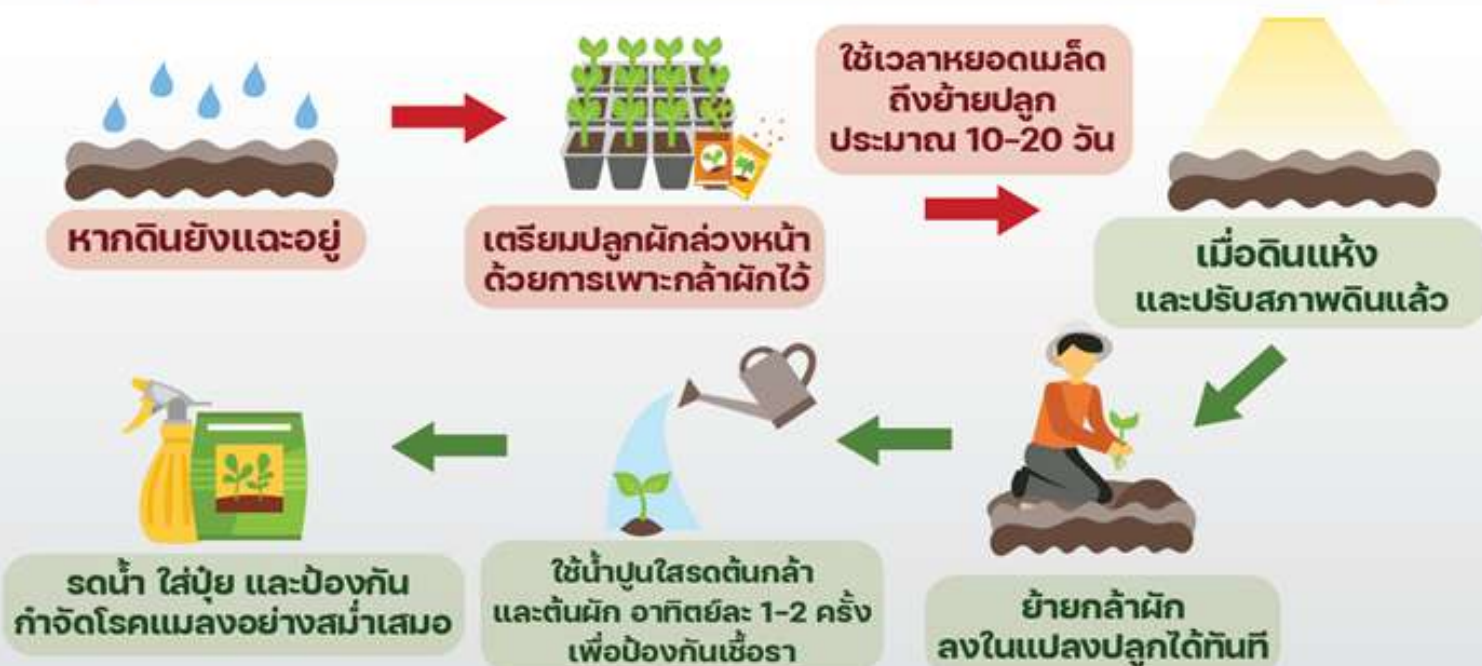 หากดินยังแฉะอยู่
เตรียมปลูกผักล่วงหน้า
ด้วยการเพาะกล้าผักไว้
ใช้เวลาหยอดเมล็ด
ถึงย้ายปลูก
ประมาณ 10-20 วัน
เมื่อดินแห้ง
และปรับสภาพดินแล้ว
ย้ายกล้าผัก
ลงในแปลงปลูกได้ทันที
ใช้น้ำปูนใสรดต้นกล้า
และต้นผัก อาทิตย์ละ 1-2 ครั้ง
เพื่อป้องกันเชื้อรา
รดน้ำ ใส่ปุ๋ย และป้องกัน
กำจัดโรคแมลงอย่างสม่ำเสมอ